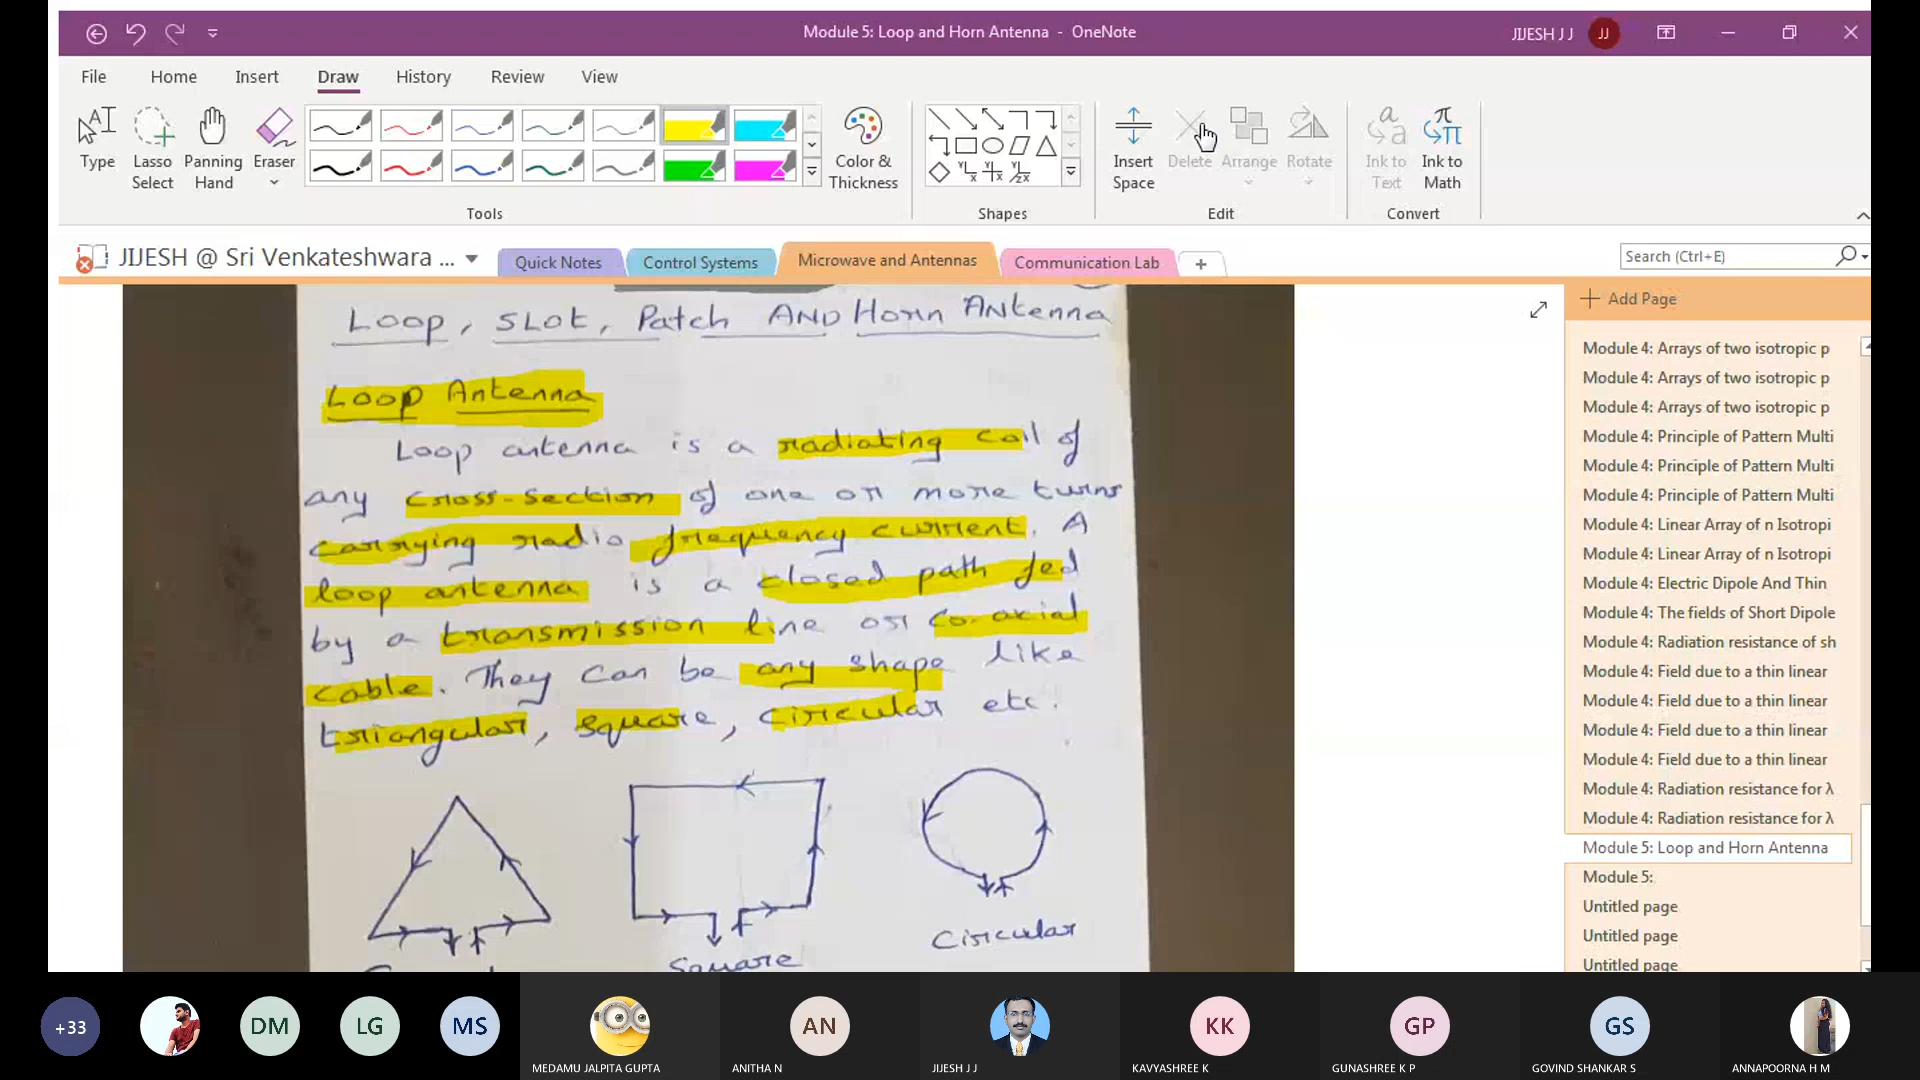 Module 5: Loop and Horn Antenna - OneNote
JIJESH J J
JJ
File Home Insert Draw History Review View
Type
Lasso Select
Panning Hand
Eraser
Color & Thickness
Insert Space
Delete
Arrange
Rotate
Ink to Text
Ink to Math
Tools
Shapes
Edit
Convert
JIJESH @ Sri Venkateshwara ...
Quick Notes
Control Systems
Microwave and Antennas
Communication Lab
Search (Ctrl+E)
Loop, SLot, Patch AND Horn Antenna
Loop Antenna
Loop antenna is a radiating coil of
any cross-section of one or more turns
carrying radio frequency current. A
loop antenna is a closed path fed
by a transmission line or co-axial
cable. They can be any shape like
triangular, square, circular etc.
Square
Circular
Add Page
Module 4: Arrays of two isotropic p
Module 4: Arrays of two isotropic p
Module 4: Arrays of two isotropic p
Module 4: Principle of Pattern Multi
Module 4: Principle of Pattern Multi
Module 4: Principle of Pattern Multi
Module 4: Linear Array of n Isotropi
Module 4: Linear Array of n Isotropi
Module 4: Electric Dipole And Thin
Module 4: The fields of Short Dipole
Module 4: Radiation resistance of sh
Module 4: Field due to a thin linear
Module 4: Field due to a thin linear
Module 4: Field due to a thin linear
Module 4: Field due to a thin linear
Module 4: Radiation resistance for λ
Module 4: Radiation resistance for λ
Module 5: Loop and Horn Antenna
Module 5:
Untitled page
Untitled page
Untitled page
+33
DM
LG
MS
MEDAMU JALPITA GUPTA
AN
ANITHA N
JIJESH J J
KK
KAVYASHREE K
GP
GUNASHREE K P
GS
GOVIND SHANKAR S
ANNAPOORNA H M